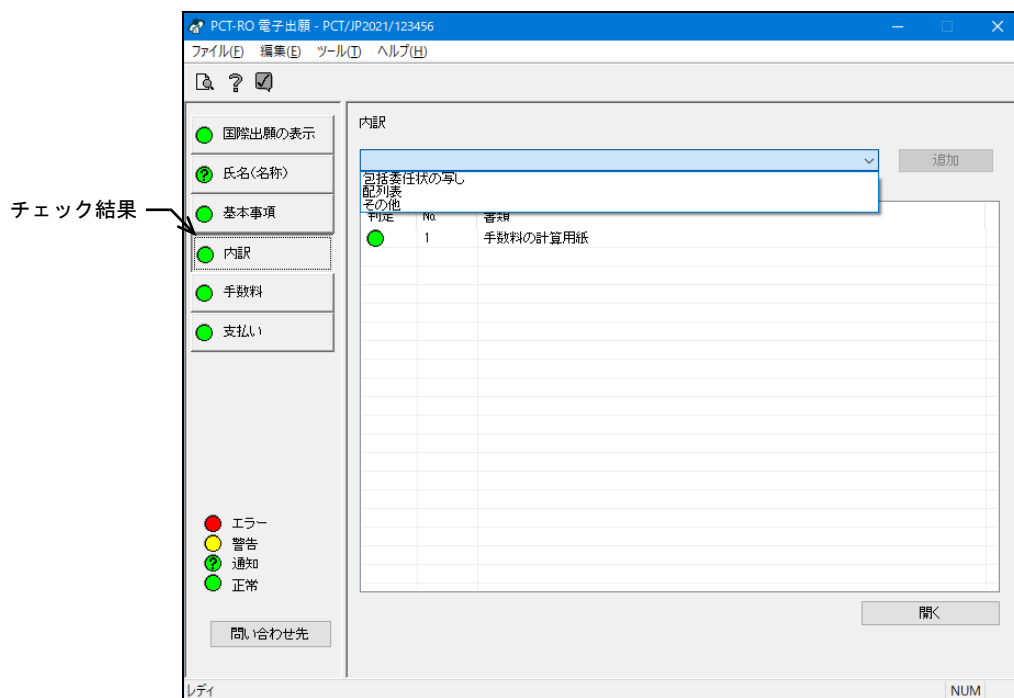 PCT-RO 電子出願 - PCT/JP2021/123456
ファイル(F) 編集(E) ツール(T) ヘルプ(H)
国際出願の表示
氏名(名称)
基本事項
チェック結果
内訳
手数料
支払い
エラー
警告
通知
正常
問い合わせ先
内訳
追加
包括委任状の写し
配列表
その他
判定 No. 書類
1 手数料の計算用紙
開く
レディ
NUM